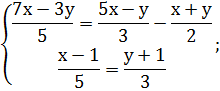 { (7x − 3y)/5 = (5x − y)/3 − (x + y)/2
(x − 1)/5 = (y + 1)/3 ;